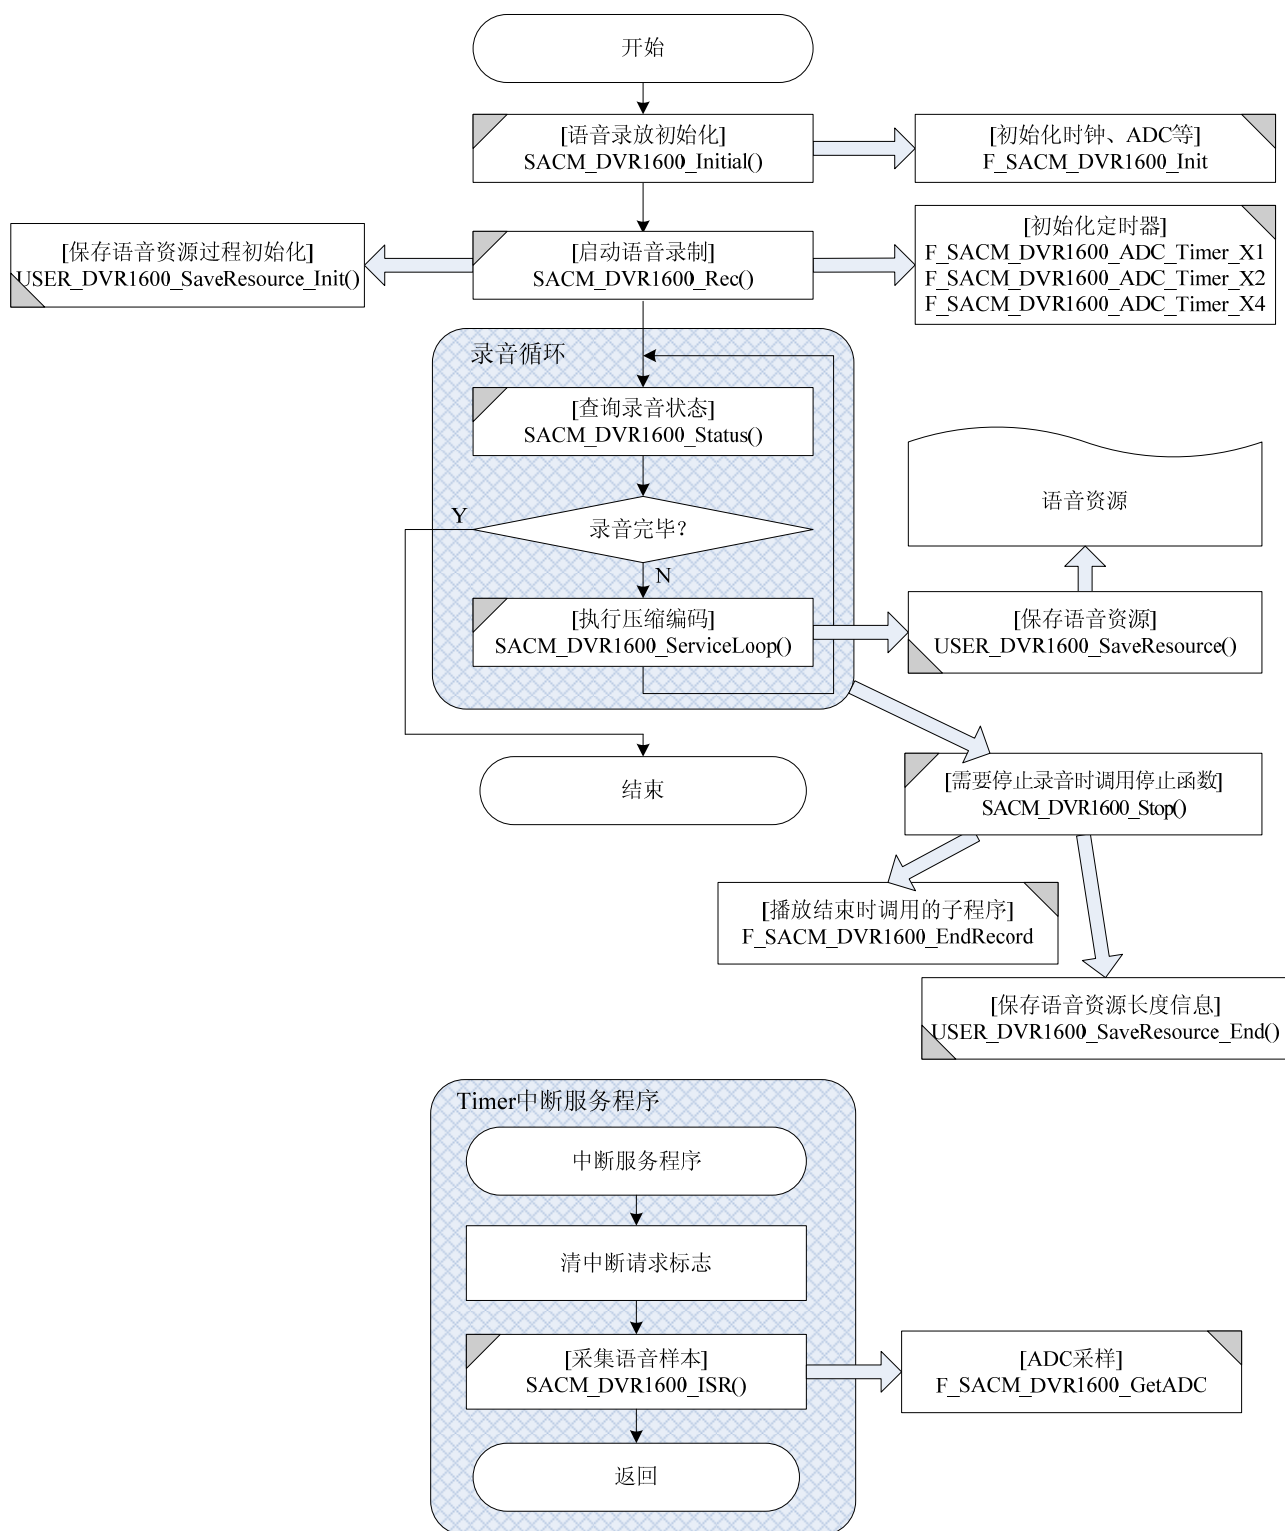 开始
[语音录放初始化]
SACM_DVR1600_Initial()
[初始化时钟、ADC等]
F_SACM_DVR1600_Init
[保存语音资源过程初始化]
USER_DVR1600_SaveResource_Init()
[启动语音录制]
SACM_DVR1600_Rec()
[初始化定时器]
F_SACM_DVR1600_ADC_Timer_X1
F_SACM_DVR1600_ADC_Timer_X2
F_SACM_DVR1600_ADC_Timer_X4
录音循环
[查询录音状态]
SACM_DVR1600_Status()
语音资源
Y
录音完毕?
N
[执行压缩编码]
SACM_DVR1600_ServiceLoop()
[保存语音资源]
USER_DVR1600_SaveResource()
结束
[需要停止录音时调用停止函数]
SACM_DVR1600_Stop()
[播放结束时调用的子程序]
F_SACM_DVR1600_EndRecord
[保存语音资源长度信息]
USER_DVR1600_SaveResource_End()
Timer中断服务程序
中断服务程序
清中断请求标志
[采集语音样本]
SACM_DVR1600_ISR()
[ADC采样]
F_SACM_DVR1600_GetADC
返回